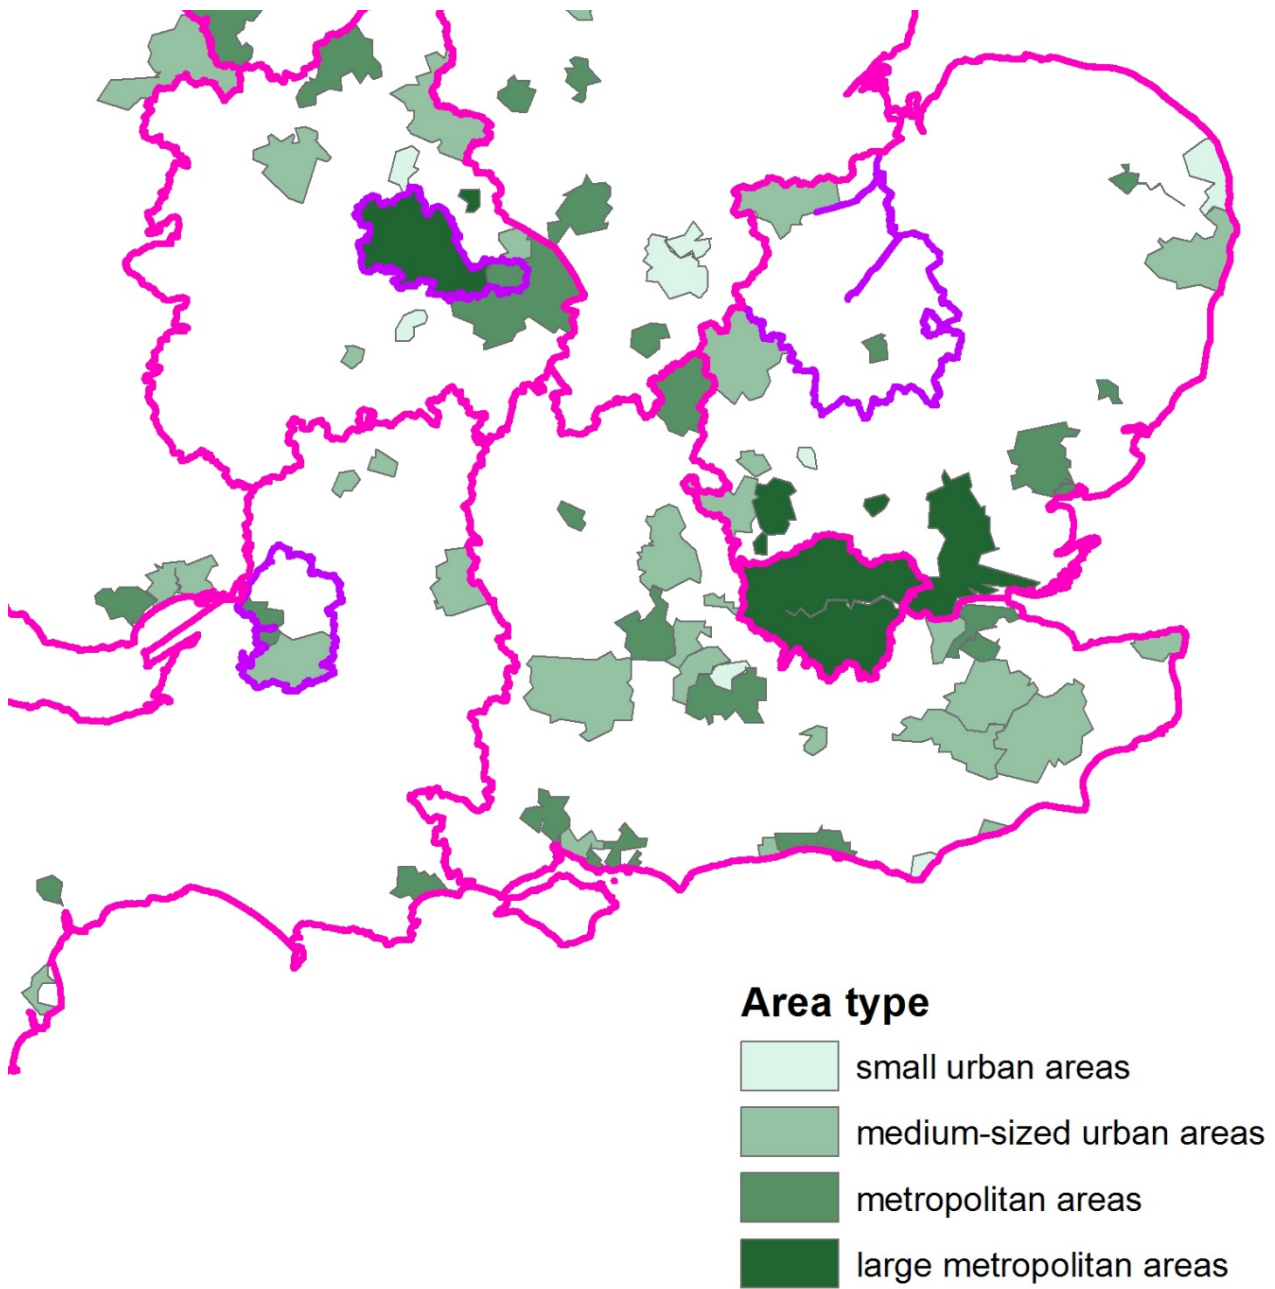 Area type
small urban areas
medium-sized urban areas
metropolitan areas
large metropolitan areas